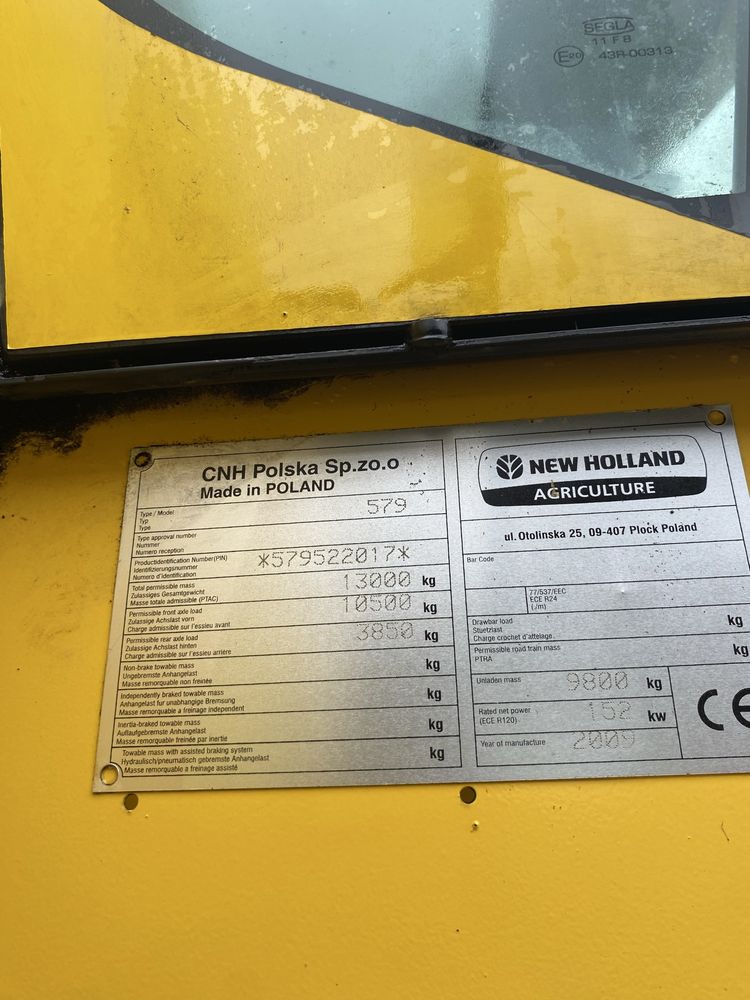 SEGLA
11 F 8
E20 43R-00313
CNH Polska Sp.zo.o
Made in POLAND
Type / Model
Typ
Type
579
Type approval number
Nummer
Numero reception
Productidentification Number(PIN)
Identifizierungsnummer
Numero d'identification
*579522017*
Total permissible mass
Zulassiges Gesamtgewicht
Masse totale admissible (PTAC)
13000 kg
Permissible front axle load
Zulassige Achslast vorn
Charge admissible sur l'essieu avant
10500 kg
Permissible rear axle load
Zulassige Achslast hinten
Charge admissible sur l'essieu arriere
3850 kg
Non-brake towable mass
Ungebremste Anhangelast
Masse remorquable non freinée
kg
Independently braked towable mass
Anhangelast fur unabhangige Bremsung
Masse remorquable a freinage independent
kg
Inertia-braked towable mass
Auflaufgebremste Anhangelast
Masse remorquable freinée par inertie
kg
Towable mass with assisted braking system
Hydraulisch/pneumatisch gebremste Anhangelast
Masse remorquable a freinage assisté
kg
NEW HOLLAND
AGRICULTURE
ul. Otolinska 25, 09-407 Plock Poland
Bar Code
77/537/EEC
ECE R24
(./m)
Drawbar load
Stuetzlast
Charge crochet d'attelage
kg
Permissible road train mass
PTRA
kg
Unladen mass
9800 kg
Rated net power
(ECE R120)
152 kw
Year of manufacture
2009
CE